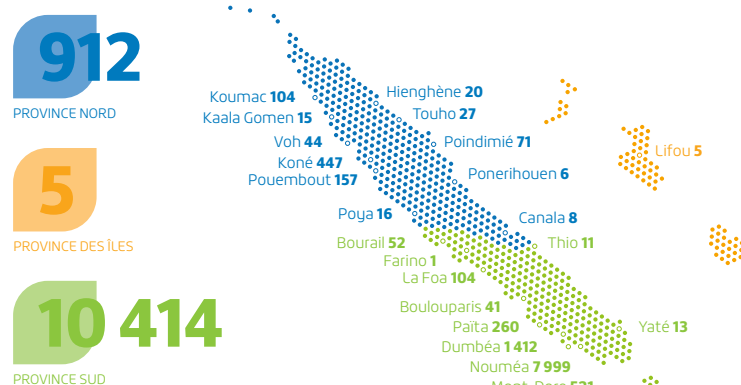 912
PROVINCE NORD
5
PROVINCE DES ÎLES
10 414
PROVINCE SUD
Koumac 104
Kaala Gomen 15
Voh 44
Koné 447
Pouembout 157
Poya 16
Hienghène 20
Touho 27
Poindimié 71
Ponerihouen 6
Canala 8
Lifou 5
Bourail 52
Farino 1
La Foa 104
Boulouparis 41
Païta 260
Dumbéa 1 412
Nouméa 7 999
Thio 11
Yaté 13